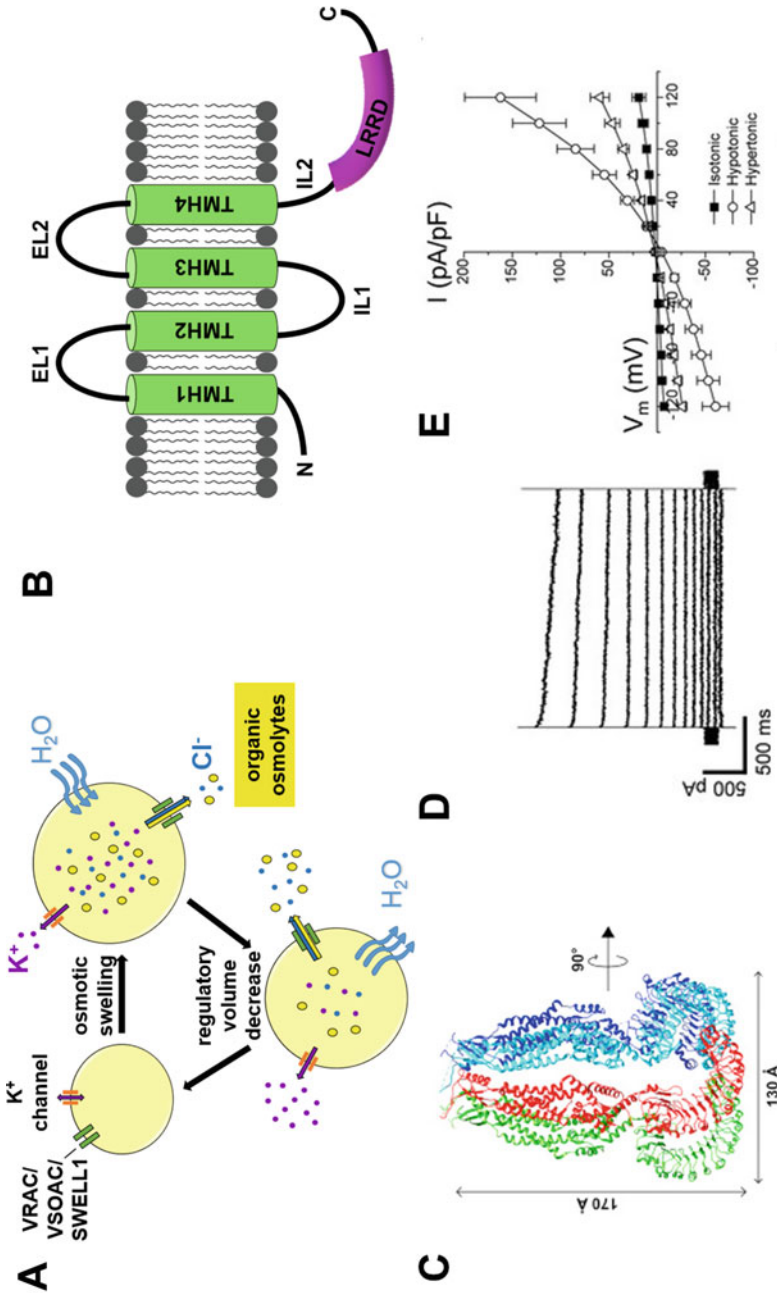 A
K⁺
channel
VRAC/
VSOAC/
SWELL1
osmotic
swelling
K⁺
H₂O
Cl⁻
organic
osmolytes
regulatory
volume
decrease
H₂O
B
EL1
EL2
TMH1
TMH2
TMH3
TMH4
N
IL1
IL2
LRRD
C
C
170 Å
130 Å
90°
D
500 pA
500 ms
E
I (pA/pF)
200
150
100
50
-50
-100
40
80
120
-120
-40
Vm (mV)
Isotonic
Hypotonic
Hypertonic